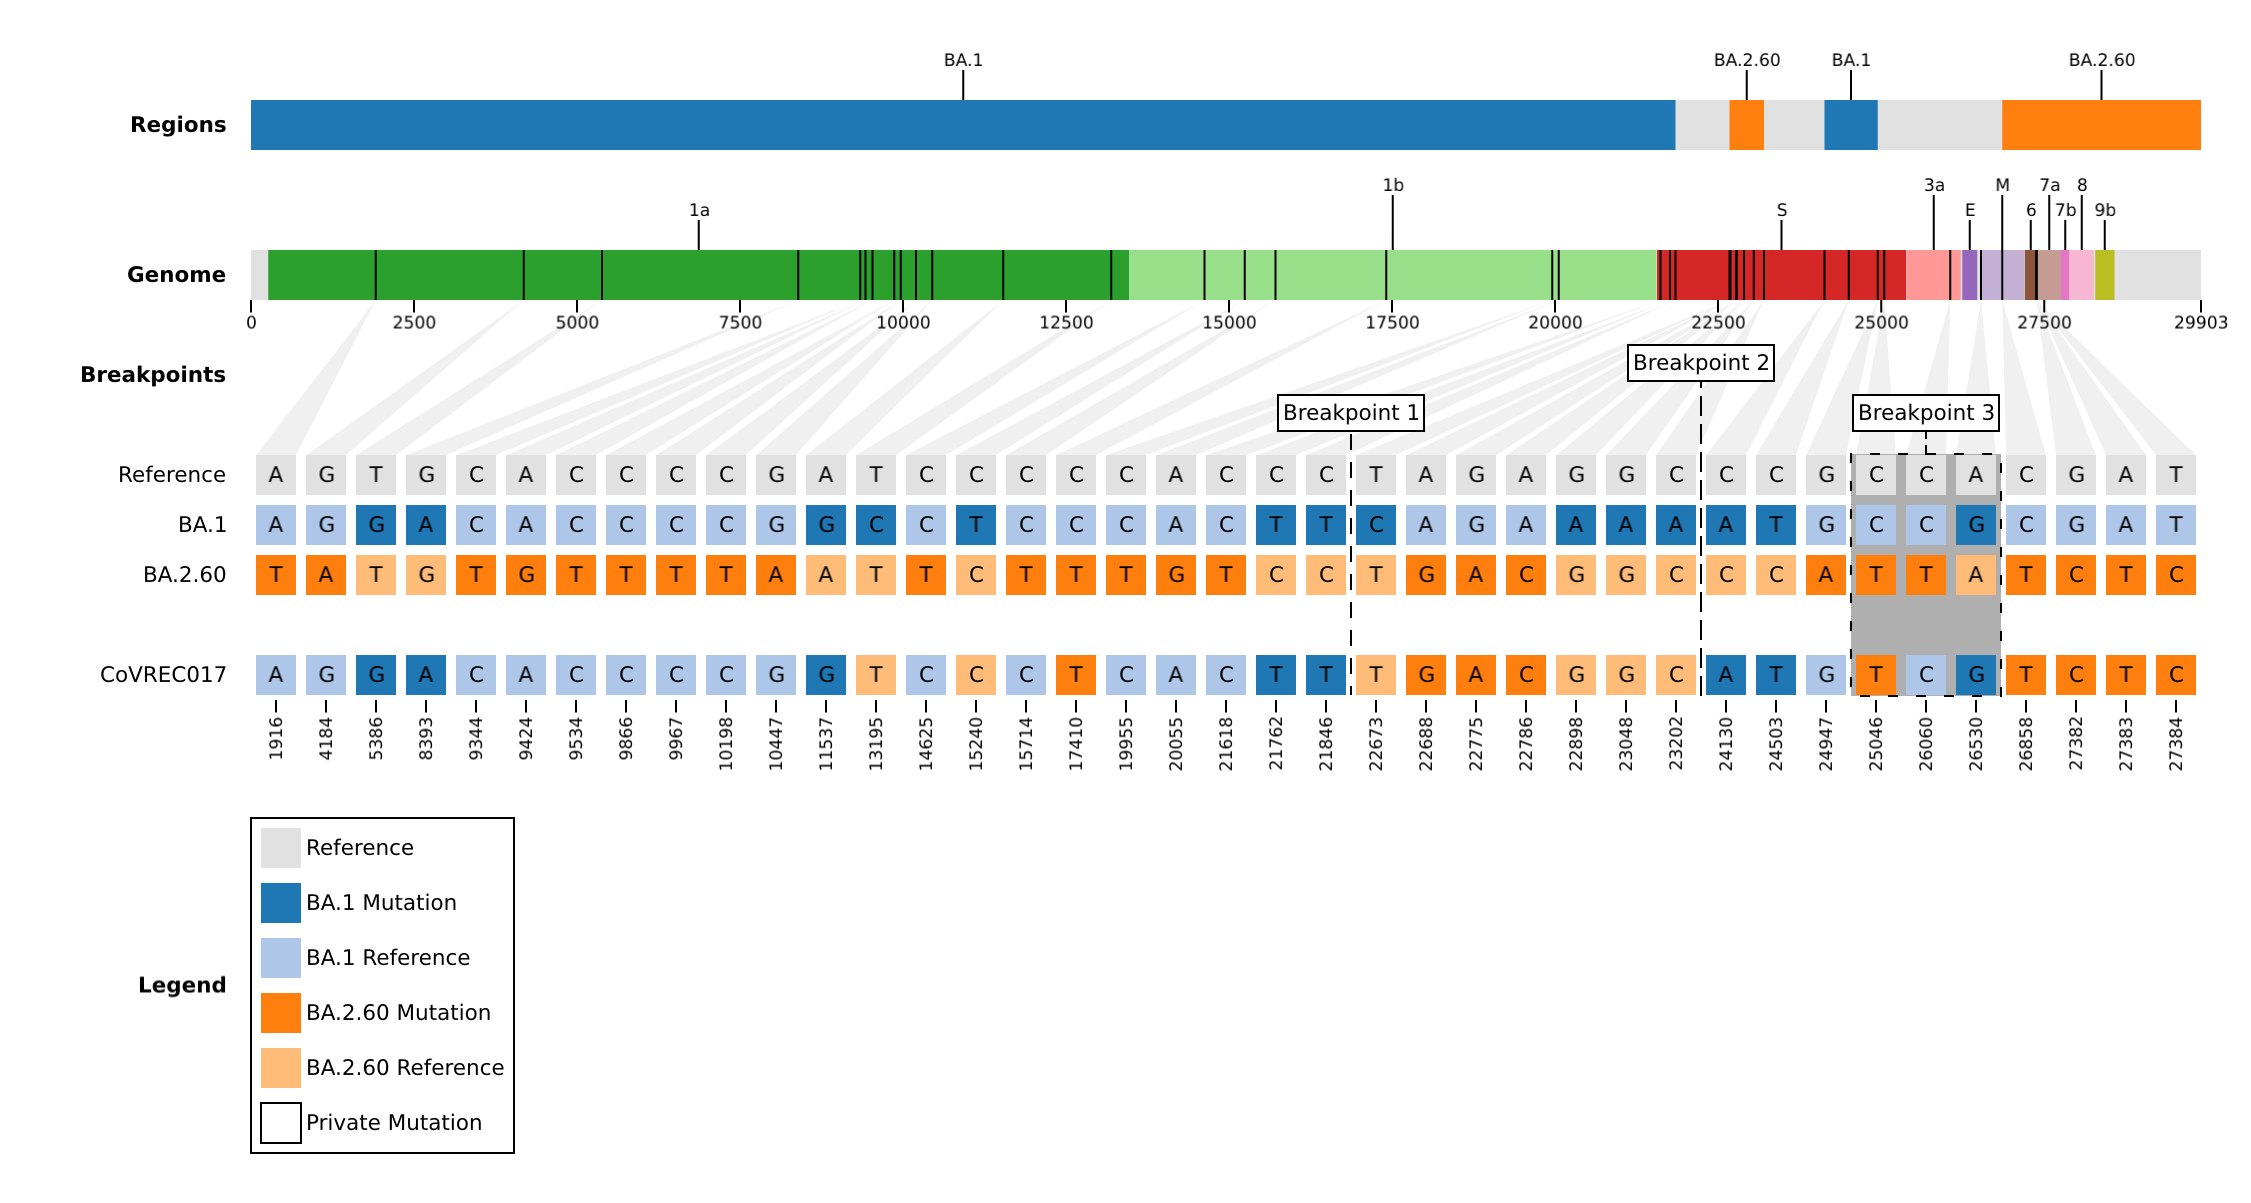 BA.1 BA.2.60 BA.1 BA.2.60
Regions
1a 1b S 3a E M 6 7a 7b 8 9b
Genome
0 2500 5000 7500 10000 12500 15000 17500 20000 22500 25000 27500 29903
Breakpoints
Breakpoint 2
Breakpoint 1 Breakpoint 3
Reference A G T G C A C C C C G A T C C C C C A C C C T A G A G G C C C G C C A C G A T
BA.1 A G G A C A C C C C G G C C T C C C A C T T C A G A A A A A T G C C G C G A T
BA.2.60 T A T G T G T T T T A A T T C T T T G T C C T G A C G G C C C A T T A T C T C
CoVREC017 A G G A C A C C C C G G T C C C T C A C T T T G A C G G C A T G T C G T C T C
1916 4184 5386 8393 9344 9424 9534 9866 9967 10198 10447 11537 13195 14625 15240 15714 17410 19955 20055 21618 21762 21846 22673 22688 22775 22786 22898 23048 23202 24130 24503 24947 25046 26060 26530 26858 27382 27383 27384
Reference
BA.1 Mutation
BA.1 Reference
Legend
BA.2.60 Mutation
BA.2.60 Reference
Private Mutation